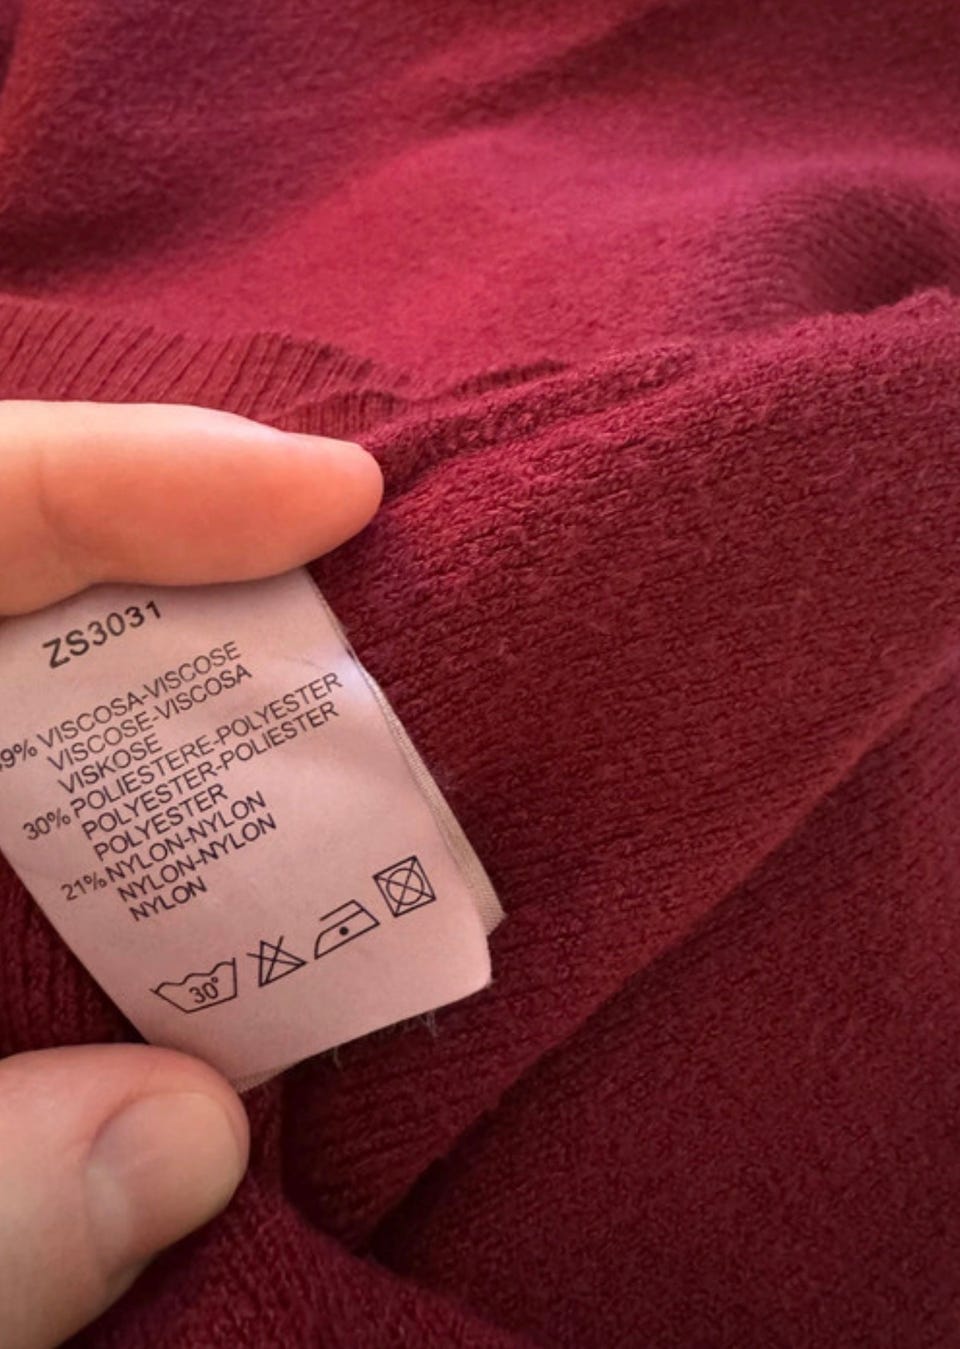 ZS3031
VISCOSA-VISCOSE
VISCOSE-VISCOSA
VISKOSE
30% POLIESTERE-POLYESTER
POLYESTER-POLIESTER
POLYESTER
21% NYLON-NYLON
NYLON-NYLON
NYLON
30°